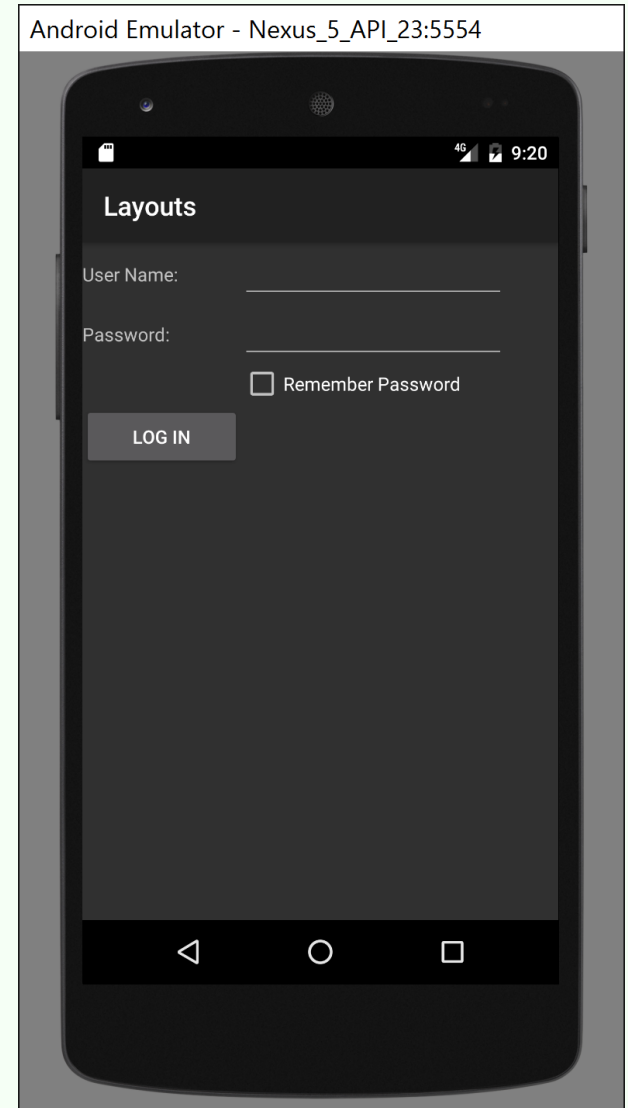 Android Emulator - Nexus_5_API_23:5554
4G 9:20
Layouts
User Name:
Password:
Remember Password
LOG IN